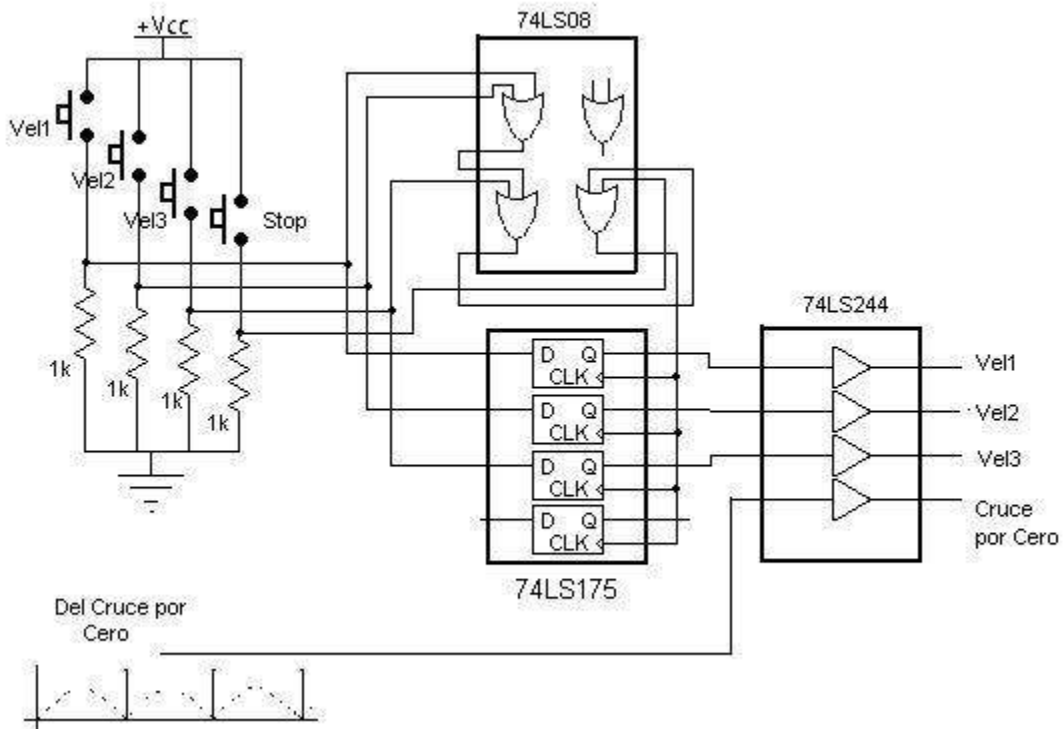 +Vcc
74LS08
Vel1
Vel2
Vel3
Stop
1k
1k
1k
1k
D Q
CLK
D Q
CLK
D Q
CLK
D Q
CLK
74LS175
74LS244
Vel1
Vel2
Vel3
Cruce
por Cero
Del Cruce por
Cero